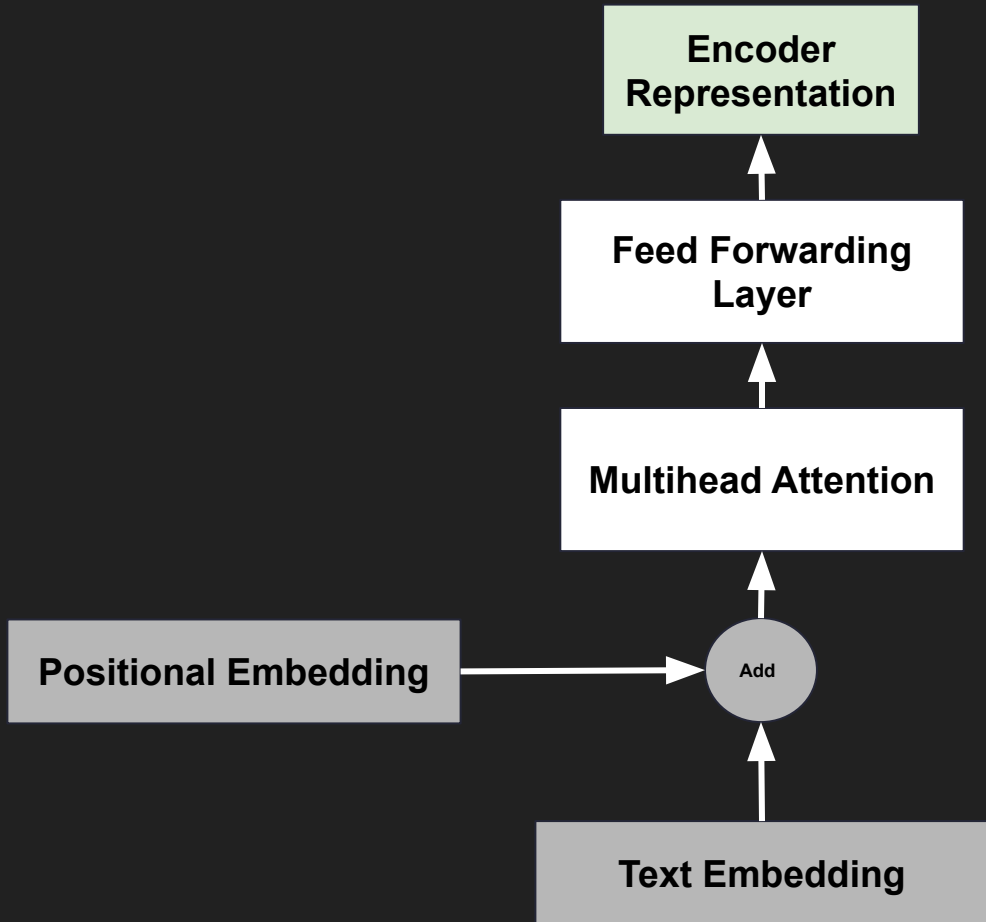 Encoder
Representation
Feed Forwarding
Layer
Multihead Attention
Positional Embedding
Add
Text Embedding